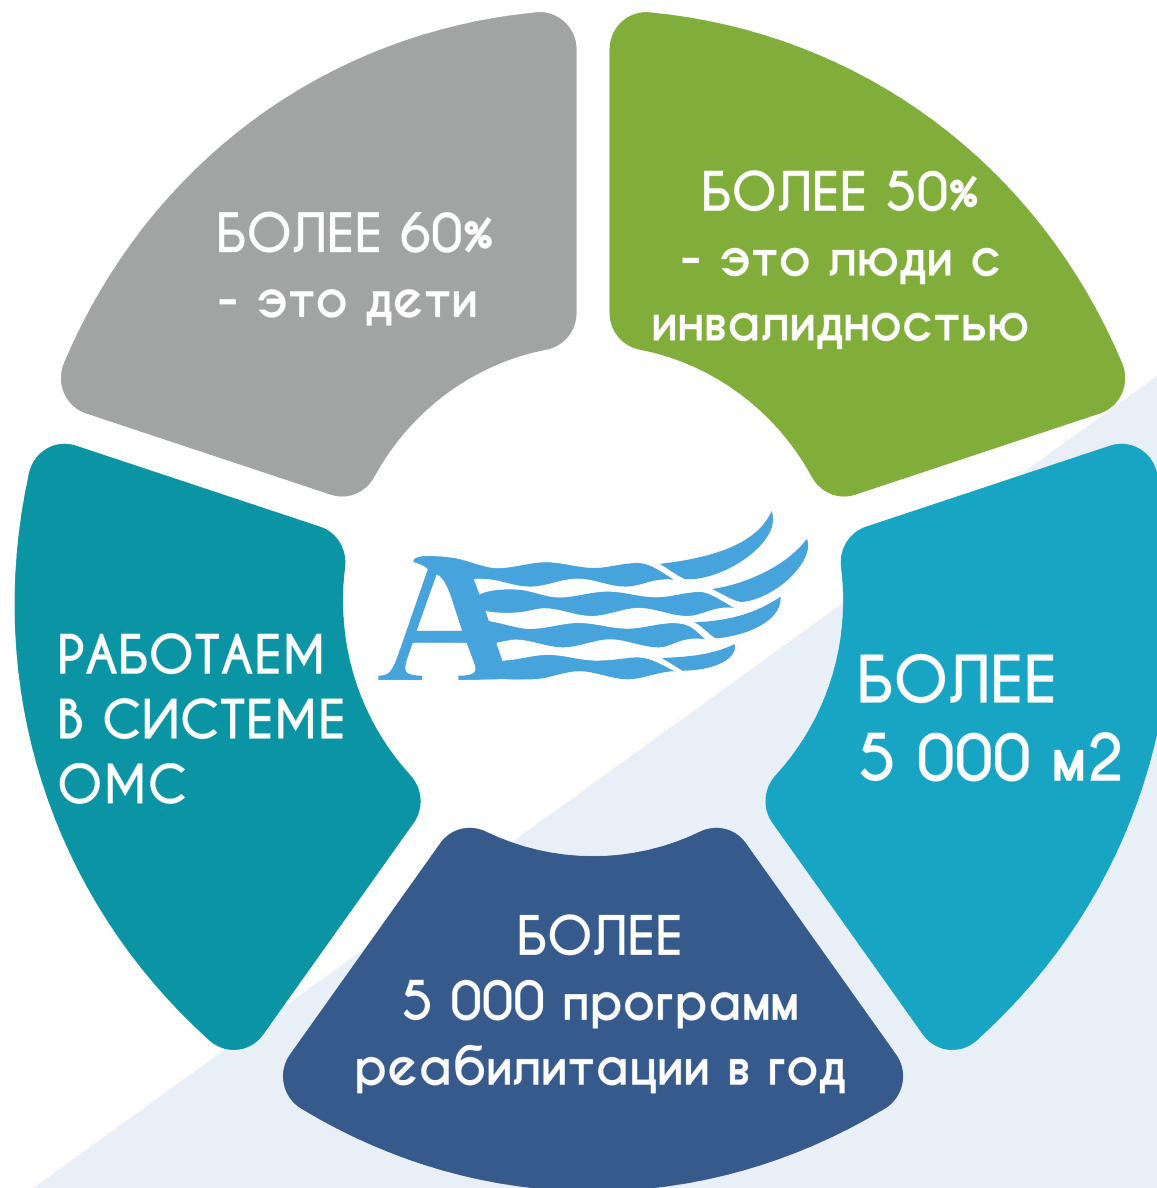 БОЛЕЕ 60%
- это дети
БОЛЕЕ 50%
- это люди с
инвалидностью
РАБОТАЕМ
В СИСТЕМЕ
ОМС
БОЛЕЕ
5 000 м2
БОЛЕЕ
5 000 программ
реабилитации в год
А